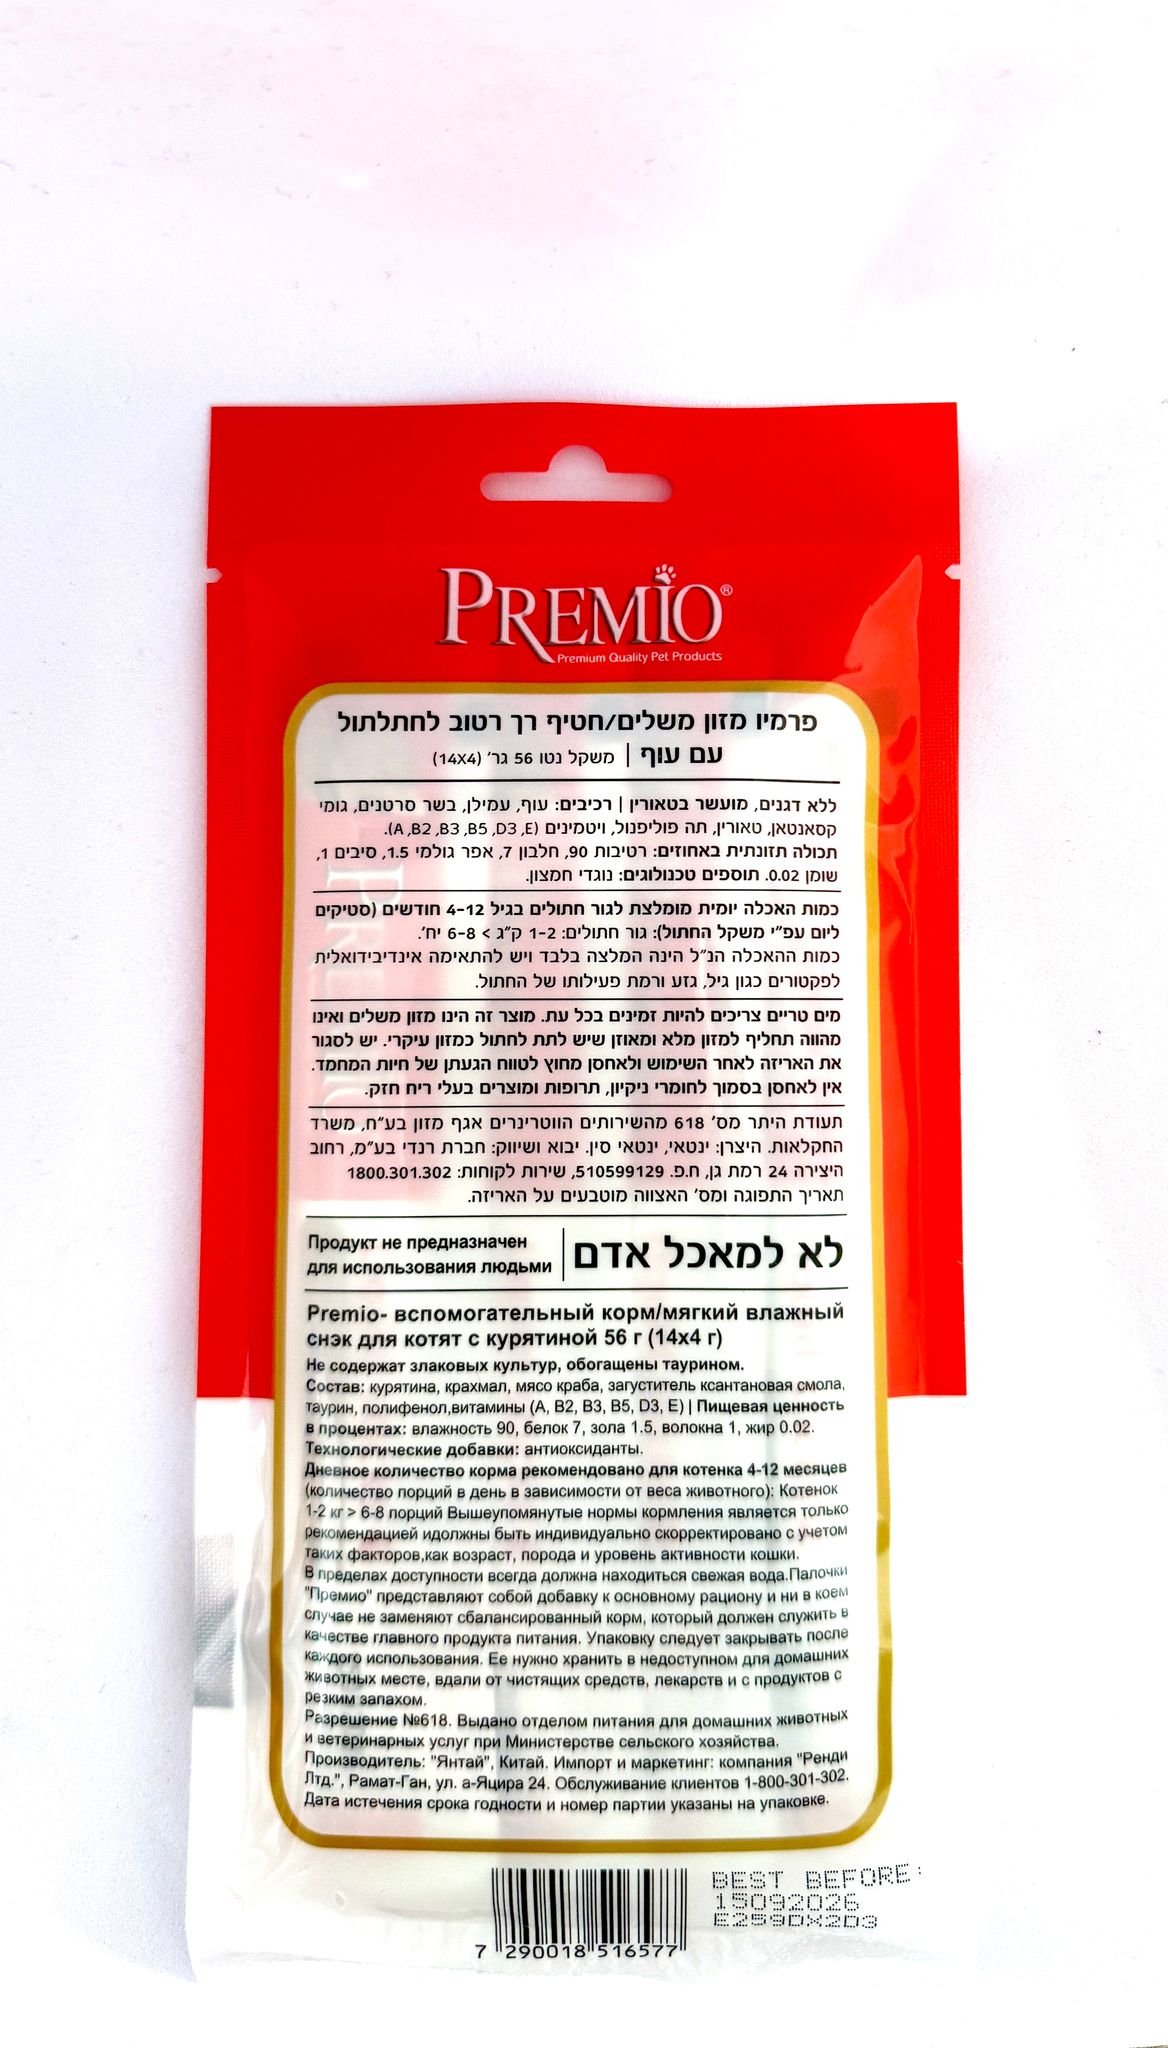 PREMIO®
Premium Quality Pet Products
פרמיו מזון משלים/חטיף רך רטוב לחתלתול
עם עוף | משקל נטו 56 גר' (14X4)
ללא דגנים, מועשר בטאורין | רכיבים: עוף, עמילן, בשר סרטנים, גומי
קסאנטאן, טאורין, תה פוליפנול, ויטמינים (A ,B2 ,B3 ,B5 ,D3 ,E).
תכולה תזונתית באחוזים: רטיבות 90, חלבון 7, אפר גולמי 1.5, סיבים 1,
שומן 0.02. תוספים טכנולוגים: נוגדי חמצון.
כמות האכלה יומית מומלצת לגור חתולים בגיל 4-12 חודשים (סטיקים
ליום עפ"י משקל החתול): גור חתולים: 1-2 ק"ג > 6-8 יח'.
כמות ההאכלה הנ"ל הינה המלצה בלבד ויש להתאימה אינדיבידואלית
לפקטורים כגון גיל, גזע ורמת פעילותו של החתול.
מים טריים צריכים להיות זמינים בכל עת. מוצר זה הינו מזון משלים ואינו
מהווה תחליף למזון מלא ומאוזן שיש לתת לחתול כמזון עיקרי. יש לסגור
את האריזה לאחר השימוש ולאחסן מחוץ לטווח הגעתן של חיות המחמד.
אין לאחסן בסמוך לחומרי ניקיון, תרופות ומוצרים בעלי ריח חזק.
תעודת היתר מס' 618 מהשירותים הווטרינרים אגף מזון בע"ח, משרד
החקלאות. היצרן: ינטאי, ינטאי סין. יבוא ושיווק: חברת רנדי בע"מ, רחוב
היצירה 24 רמת גן, ח.פ. 510599129, שירות לקוחות: 1800.301.302
תאריך התפוגה ומס' האצווה מוטבעים על האריזה.
לא למאכל אדם
Продукт не предназначен
для использования людьми
Premio- вспомогательный корм/мягкий влажный
снэк для котят с курятиной 56 г (14x4 г)
Не содержат злаковых культур, обогащены таурином.
Состав: курятина, крахмал, мясо краба, загуститель ксантановая смола,
таурин, полифенол,витамины (A, B2, B3, B5, D3, E) | Пищевая ценность
в процентах: влажность 90, белок 7, зола 1.5, волокна 1, жир 0.02.
Технологические добавки: антиоксиданты.
Дневное количество корма рекомендовано для котенка 4-12 месяцев
(количество порций в день в зависимости от веса животного): Котенок
1-2 кг > 6-8 порций Вышеупомянутые нормы кормления является только
рекомендацией идолжны быть индивидуально скорректировано с учетом
таких факторов,как возраст, порода и уровень активности кошки.
В пределах доступности всегда должна находиться свежая вода.Палочки
"Премио" представляют собой добавку к основному рациону и ни в коем
случае не заменяют сбалансированный корм, который должен служить в
качестве главного продукта питания. Упаковку следует закрывать после
каждого использования. Ее нужно хранить в недоступном для домашних
животных месте, вдали от чистящих средств, лекарств и с продуктов с
резким запахом.
Разрешение №618. Выдано отделом питания для домашних животных
и ветеринарных услуг при Министерстве сельского хозяйства.
Производитель: "Янтай", Китай. Импорт и маркетинг: компания "Ренди
Лтд.", Рамат-Ган, ул. а-Яцира 24. Обслуживание клиентов 1-800-301-302.
Дата истечения срока годности и номер партии указаны на упаковке.
BEST BEFORE:
15092026
E259DX2D3
7 290018 516577